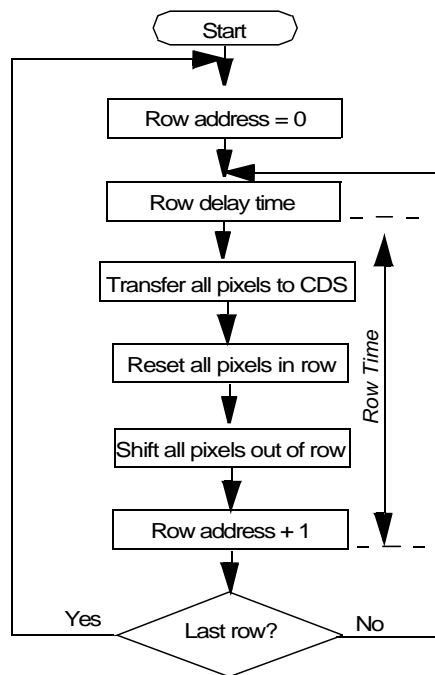 Start
Row address = 0
Row delay time
Transfer all pixels to CDS
Reset all pixels in row
Row Time
Shift all pixels out of row
Row address + 1
Yes
Last row?
No